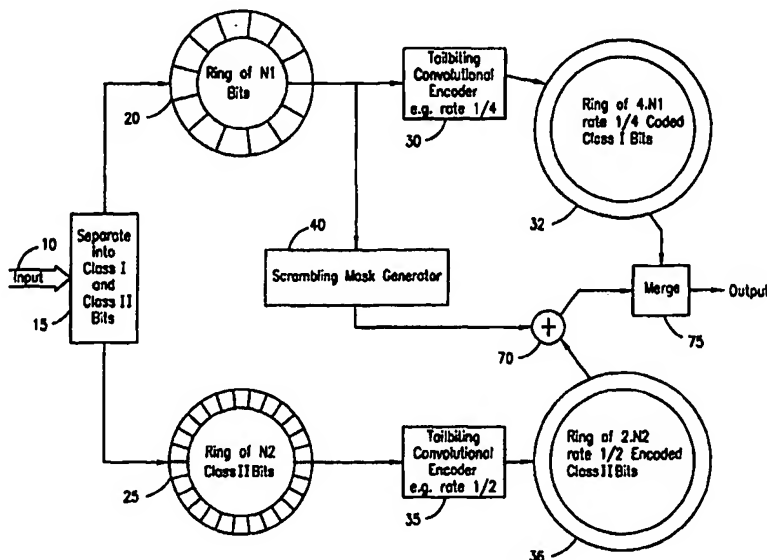 Ring of N1
Bits
20
Tailbiting
Convolutional
Encoder
e.g. rate 1/4
30
Ring of 4.N1
rate 1/4 Coded
Class I Bits
32
10
Input
Separate
into
Class I
and
Class II
Bits
15
40
Scrambling Mask Generator
+
70
Merge
75
Output
Ring of N2
Class II Bits
25
Tailbiting
Convolutional
Encoder
e.g. rate 1/2
35
Ring of 2.N2
rate 1/2 Encoded
Class II Bits
36